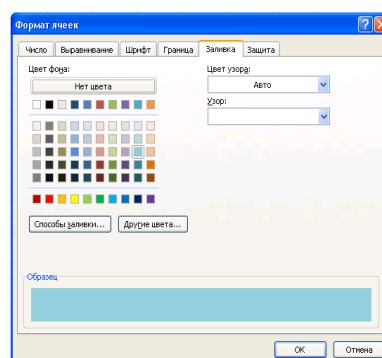 Формат ячеек
Число Выравнивание Шрифт Граница Заливка Защита
Цвет фона:
Нет цвета
Цвет узора:
Авто
Узор:
Способы заливки... Другие цвета...
Образец
ОК Отмена